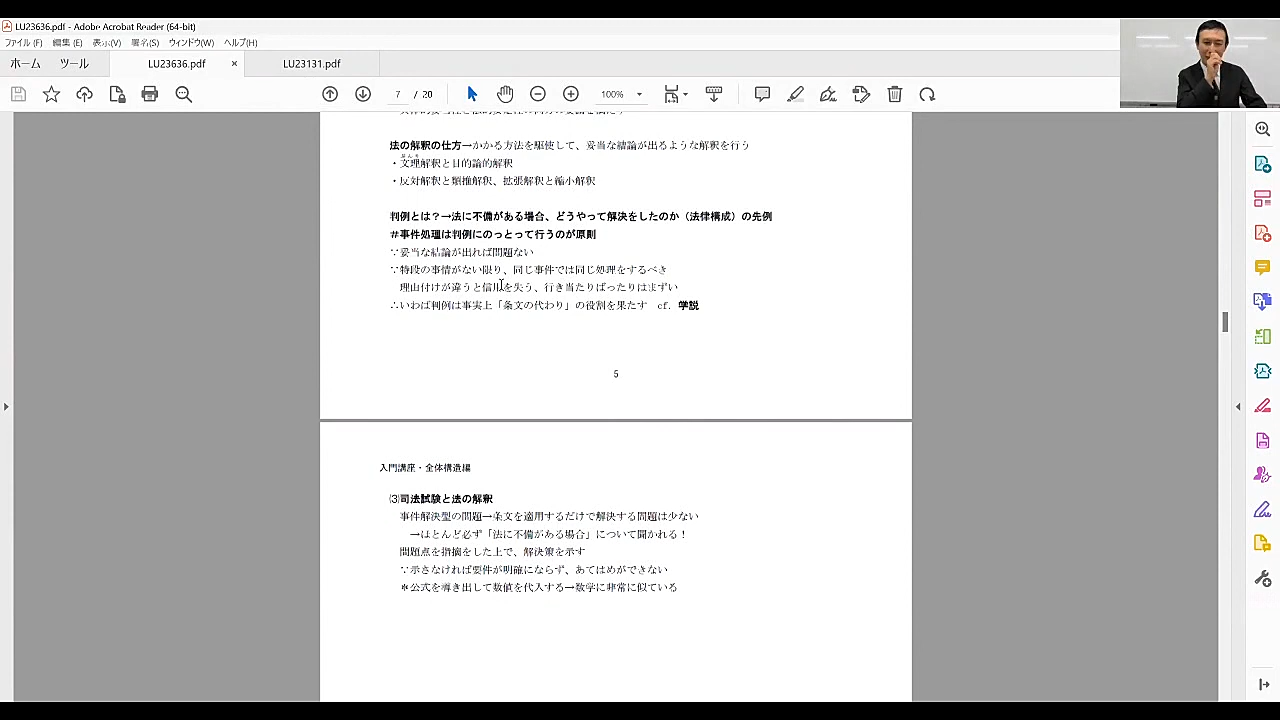 LU23636.pdf - Adobe Acrobat Reader (64-bit)
ファイル(F) 編集(E) 表示(V) 署名(S) ウィンドウ(W) ヘルプ(H)
ホーム ツール LU23636.pdf × LU23131.pdf
7 / 20 100%
法の解釈の仕方→かかる方法を駆使して、妥当な結論が出るような解釈を行う
・文理解釈と目的論的解釈
・反対解釈と類推解釈、拡張解釈と縮小解釈
判例とは？→法に不備がある場合、どうやって解決をしたのか（法律構成）の先例
＃事件処理は判例にのっとって行うのが原則
∵妥当な結論が出れば問題ない
∵特段の事情がない限り、同じ事件では同じ処理をするべき
理由付けが違うと信用を失う、行き当たりばったりはまずい
∴いわば判例は事実上「条文の代わり」の役割を果たす cf. 学説
5
入門講座・全体構造編
(3)司法試験と法の解釈
事件解決型の問題→条文を適用するだけで解決する問題は少ない
→ほとんど必ず「法に不備がある場合」について聞かれる！
問題点を指摘をした上で、解決策を示す
∵示さなければ要件が明確にならず、あてはめができない
＊公式を導き出して数値を代入する→数学に非常に似ている